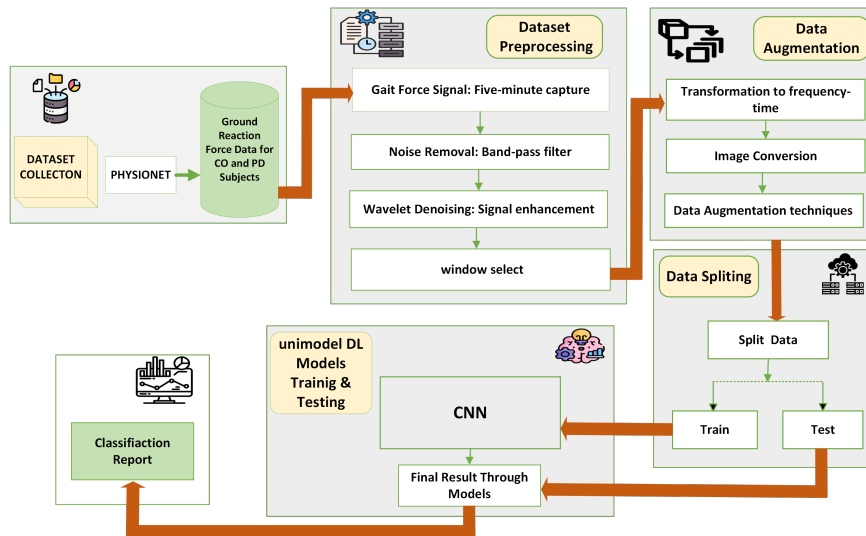 DATASET
COLLECTON
PHYSIONET
Ground
Reaction
Force Data for
CO and PD
Subjects
Dataset
Preprocessing
Gait Force Signal: Five-minute capture
Noise Removal: Band-pass filter
Wavelet Denoising: Signal enhancement
window select
Data
Augmentation
Transformation to frequency-
time
Image Conversion
Data Augmentation techniques
Data Spliting
Split Data
Train
Test
unimodel DL
Models
Trainig &
Testing
CNN
Final Result Through
Models
Classifiaction
Report